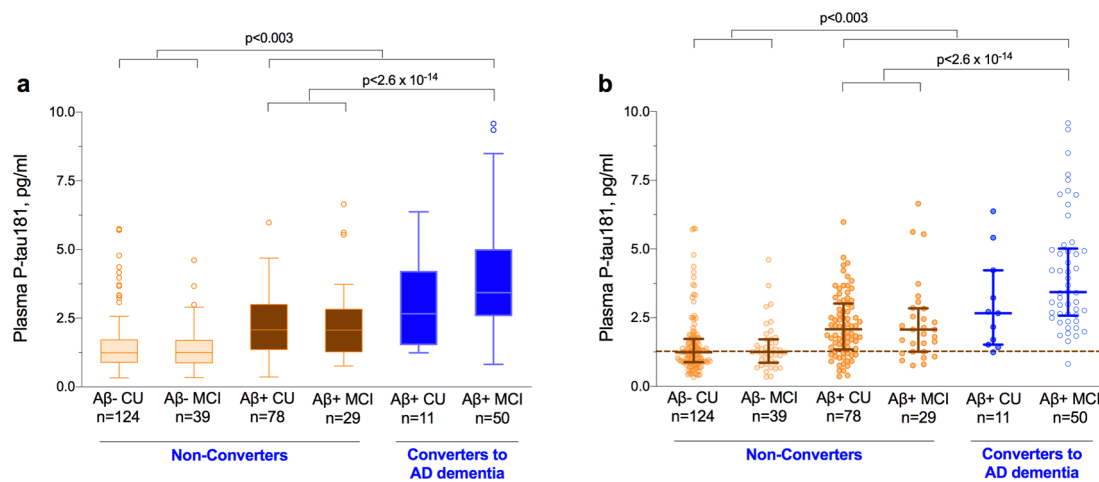 p<0.003
a
p<2.6 x 10-14
Plasma P-tau181, pg/ml
10.0
7.5
5.0
2.5
0.0
Aβ- CU Aβ- MCI Aβ+ CU Aβ+ MCI Aβ+ CU Aβ+ MCI
n=124 n=39 n=78 n=29 n=11 n=50
Non-Converters
Converters to
AD dementia
p<0.003
b
p<2.6 x 10-14
Plasma P-tau181, pg/ml
10.0
7.5
5.0
2.5
0.0
Aβ- CU Aβ- MCI Aβ+ CU Aβ+ MCI Aβ+ CU Aβ+ MCI
n=124 n=39 n=78 n=29 n=11 n=50
Non-Converters
Converters to
AD dementia